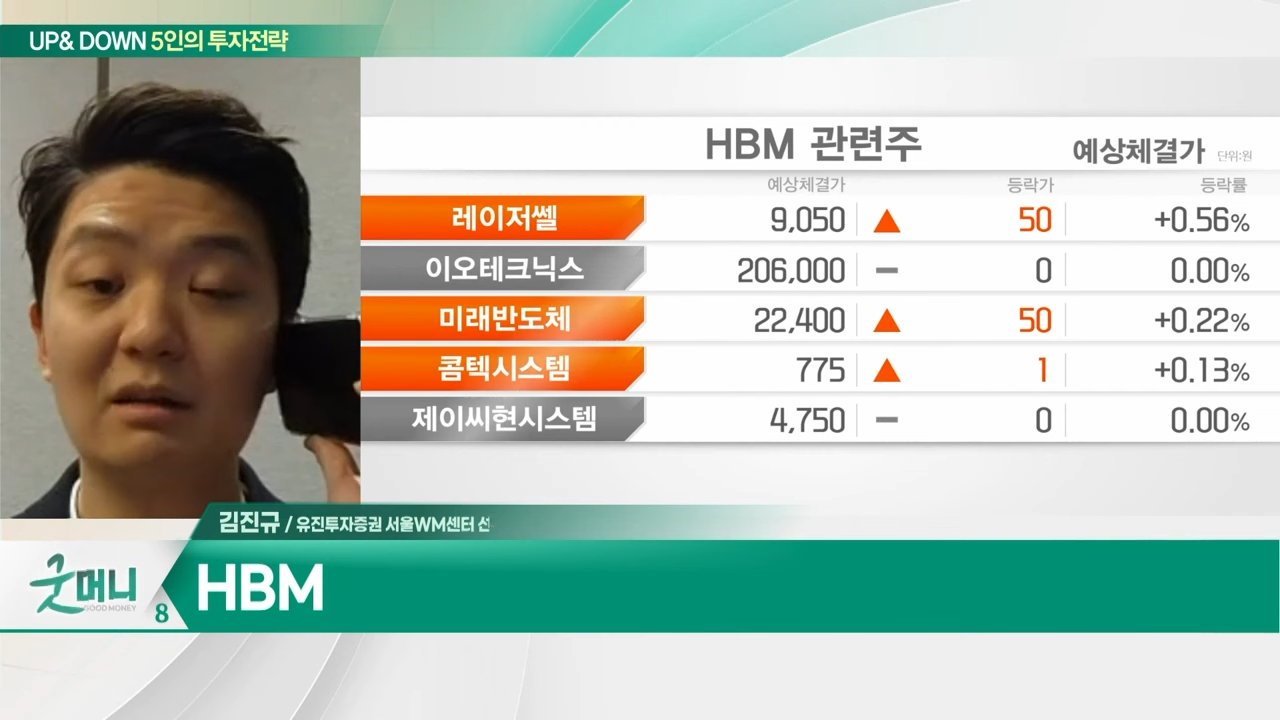 UP& DOWN 5인의 투자전략
HBM 관련주 예상체결가 단위:원
예상체결가 등락가 등락률
레이저쎌 9,050 ▲ 50 +0.56%
이오테크닉스 206,000 - 0 0.00%
미래반도체 22,400 ▲ 50 +0.22%
콤텍시스템 775 ▲ 1 +0.13%
제이씨현시스템 4,750 - 0 0.00%
김진규 / 유진투자증권 서울WM센터 선
굿머니
GOOD MONEY
8
HBM